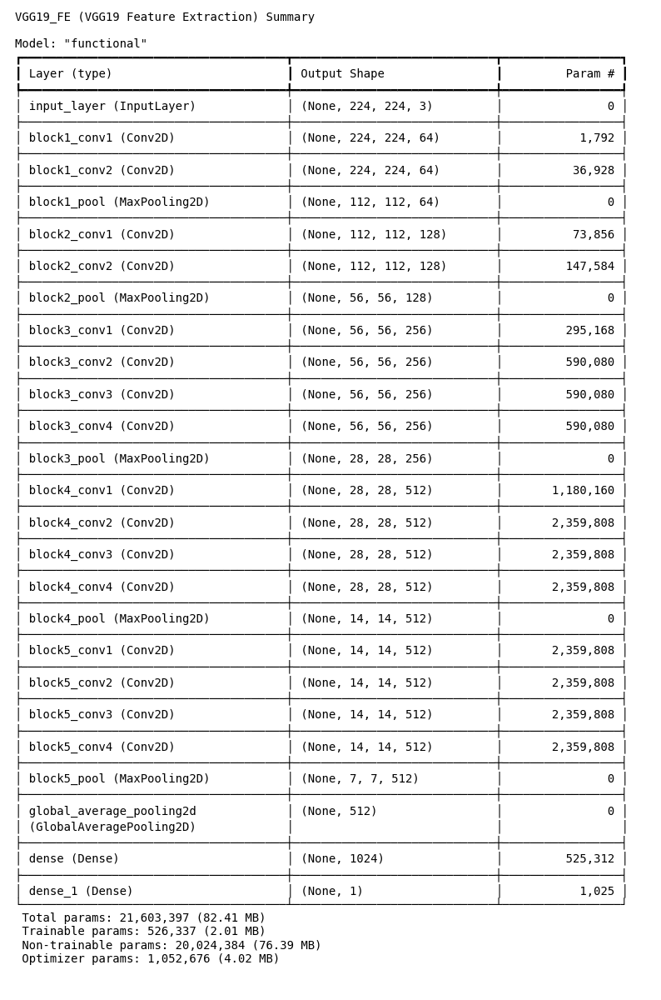 VGG19_FE (VGG19 Feature Extraction) Summary
Model: "functional"
Layer (type) Output Shape Param #
input_layer (InputLayer) (None, 224, 224, 3) 0
block1_conv1 (Conv2D) (None, 224, 224, 64) 1,792
block1_conv2 (Conv2D) (None, 224, 224, 64) 36,928
block1_pool (MaxPooling2D) (None, 112, 112, 64) 0
block2_conv1 (Conv2D) (None, 112, 112, 128) 73,856
block2_conv2 (Conv2D) (None, 112, 112, 128) 147,584
block2_pool (MaxPooling2D) (None, 56, 56, 128) 0
block3_conv1 (Conv2D) (None, 56, 56, 256) 295,168
block3_conv2 (Conv2D) (None, 56, 56, 256) 590,080
block3_conv3 (Conv2D) (None, 56, 56, 256) 590,080
block3_conv4 (Conv2D) (None, 56, 56, 256) 590,080
block3_pool (MaxPooling2D) (None, 28, 28, 256) 0
block4_conv1 (Conv2D) (None, 28, 28, 512) 1,180,160
block4_conv2 (Conv2D) (None, 28, 28, 512) 2,359,808
block4_conv3 (Conv2D) (None, 28, 28, 512) 2,359,808
block4_conv4 (Conv2D) (None, 28, 28, 512) 2,359,808
block4_pool (MaxPooling2D) (None, 14, 14, 512) 0
block5_conv1 (Conv2D) (None, 14, 14, 512) 2,359,808
block5_conv2 (Conv2D) (None, 14, 14, 512) 2,359,808
block5_conv3 (Conv2D) (None, 14, 14, 512) 2,359,808
block5_conv4 (Conv2D) (None, 14, 14, 512) 2,359,808
block5_pool (MaxPooling2D) (None, 7, 7, 512) 0
global_average_pooling2d (None, 512) 0
(GlobalAveragePooling2D)
dense (Dense) (None, 1024) 525,312
dense_1 (Dense) (None, 1) 1,025
Total params: 21,603,397 (82.41 MB)
Trainable params: 526,337 (2.01 MB)
Non-trainable params: 20,024,384 (76.39 MB)
Optimizer params: 1,052,676 (4.02 MB)